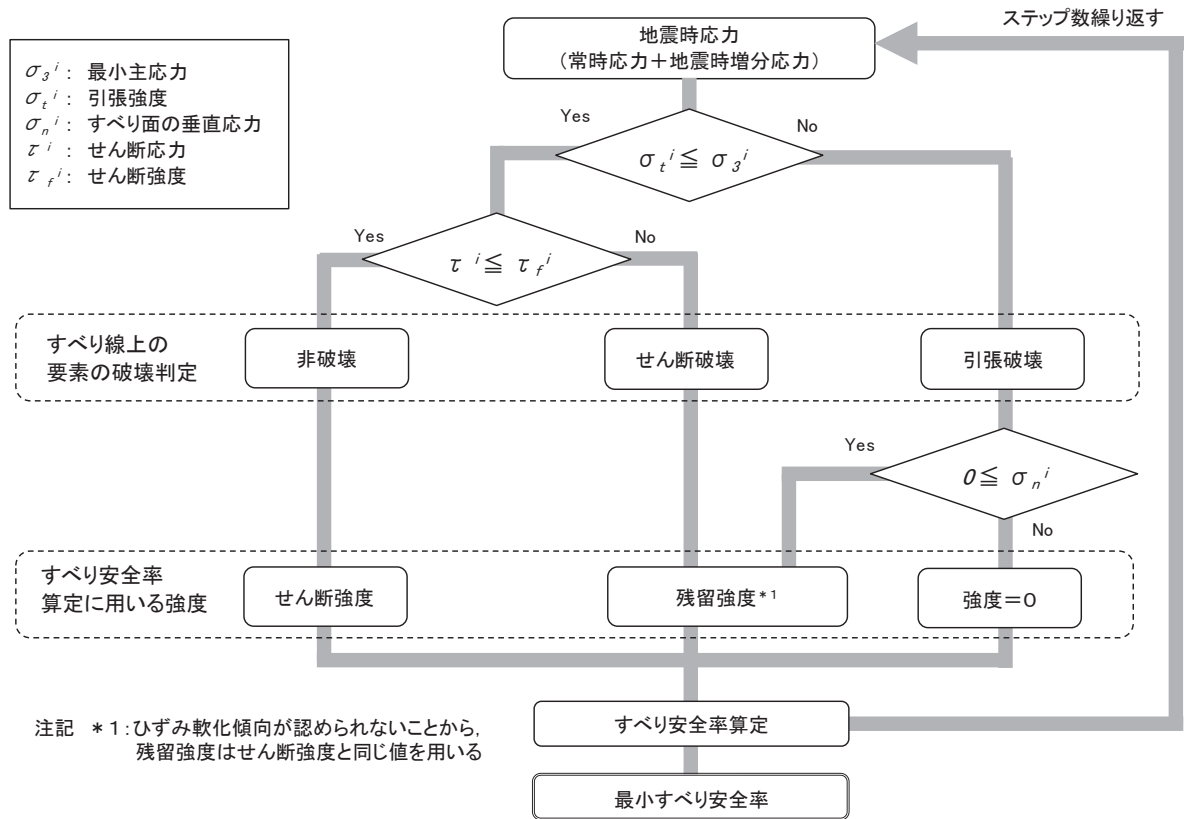 ステップ数繰り返す
地震時応力
(常時応力＋地震時増分応力)
σ₃ⁱ： 最小主応力
σₜⁱ： 引張強度
σₙⁱ： すべり面の垂直応力
τⁱ： せん断応力
τ_fⁱ： せん断強度
Yes
No
σₜⁱ≦ σ₃ⁱ
Yes
No
τⁱ≦ τ_fⁱ
すべり線上の
要素の破壊判定
非破壊
せん断破壊
引張破壊
Yes
0≦ σₙⁱ
No
すべり安全率
算定に用いる強度
せん断強度
残留強度*1
強度＝0
注記 *1：ひずみ軟化傾向が認められないことから，
残留強度はせん断強度と同じ値を用いる
すべり安全率算定
最小すべり安全率